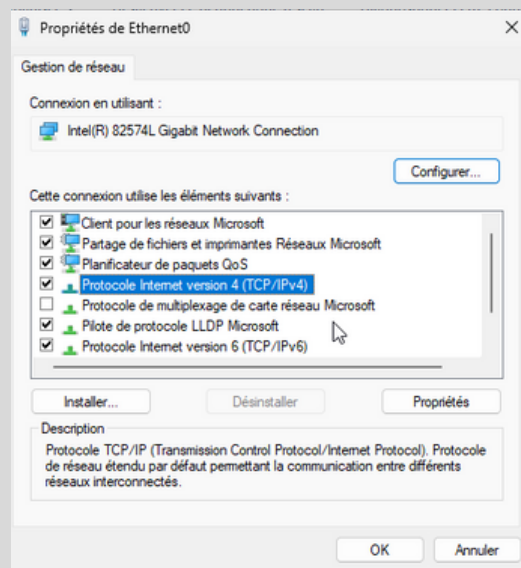 Propriétés de Ethernet0
Gestion de réseau
Connexion en utilisant :
Intel(R) 82574L Gigabit Network Connection
Configurer...
Cette connexion utilise les éléments suivants :
Client pour les réseaux Microsoft
Partage de fichiers et imprimantes Réseaux Microsoft
Planificateur de paquets QoS
Protocole Internet version 4 (TCP/IPv4)
Protocole de multiplexage de carte réseau Microsoft
Pilote de protocole LLDP Microsoft
Protocole Internet version 6 (TCP/IPv6)
Installer...
Désinstaller
Propriétés
Description
Protocole TCP/IP (Transmission Control Protocol/Internet Protocol). Protocole
de réseau étendu par défaut permettant la communication entre différents
réseaux interconnectés.
OK
Annuler